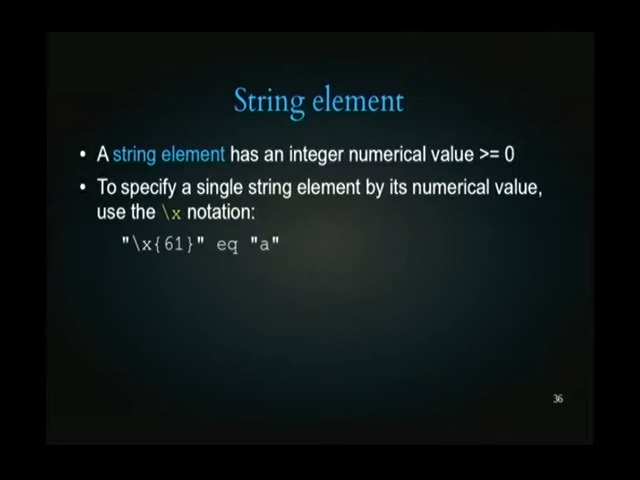 String element
• A string element has an integer numerical value >= 0
• To specify a single string element by its numerical value,
use the \x notation:
"\x{61}" eq "a"
36